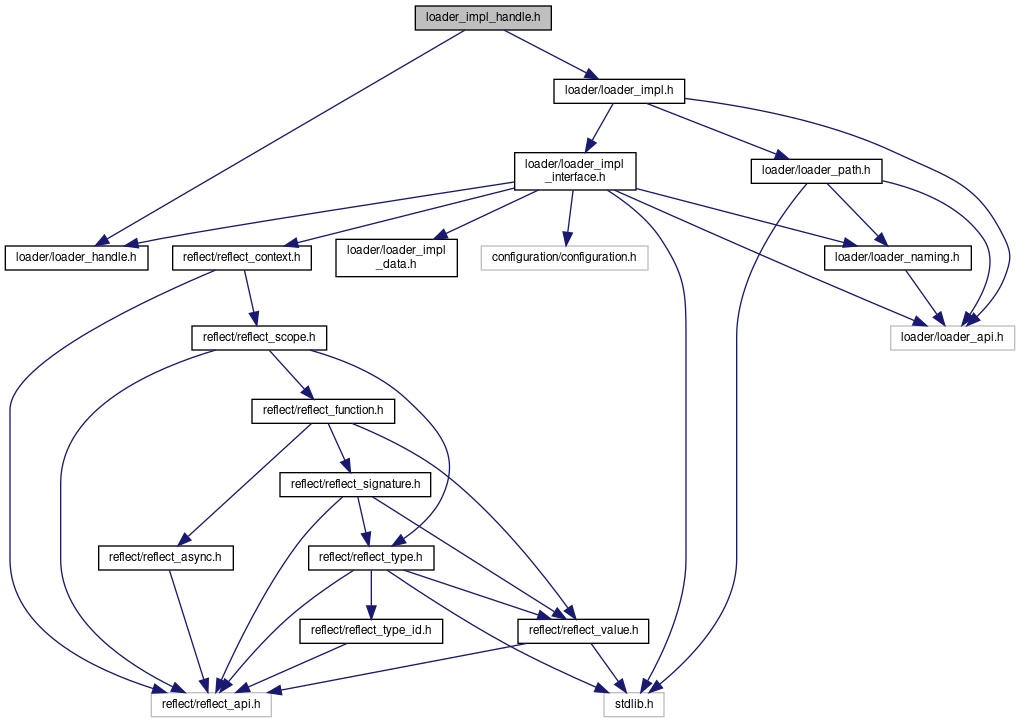 loader_impl_handle.h
loader/loader_impl.h
loader/loader_impl
_interface.h
loader/loader_path.h
loader/loader_handle.h
reflect/reflect_context.h
loader/loader_impl
_data.h
configuration/configuration.h
loader/loader_naming.h
reflect/reflect_scope.h
loader/loader_api.h
reflect/reflect_function.h
reflect/reflect_signature.h
reflect/reflect_async.h
reflect/reflect_type.h
reflect/reflect_type_id.h
reflect/reflect_value.h
reflect/reflect_api.h
stdlib.h